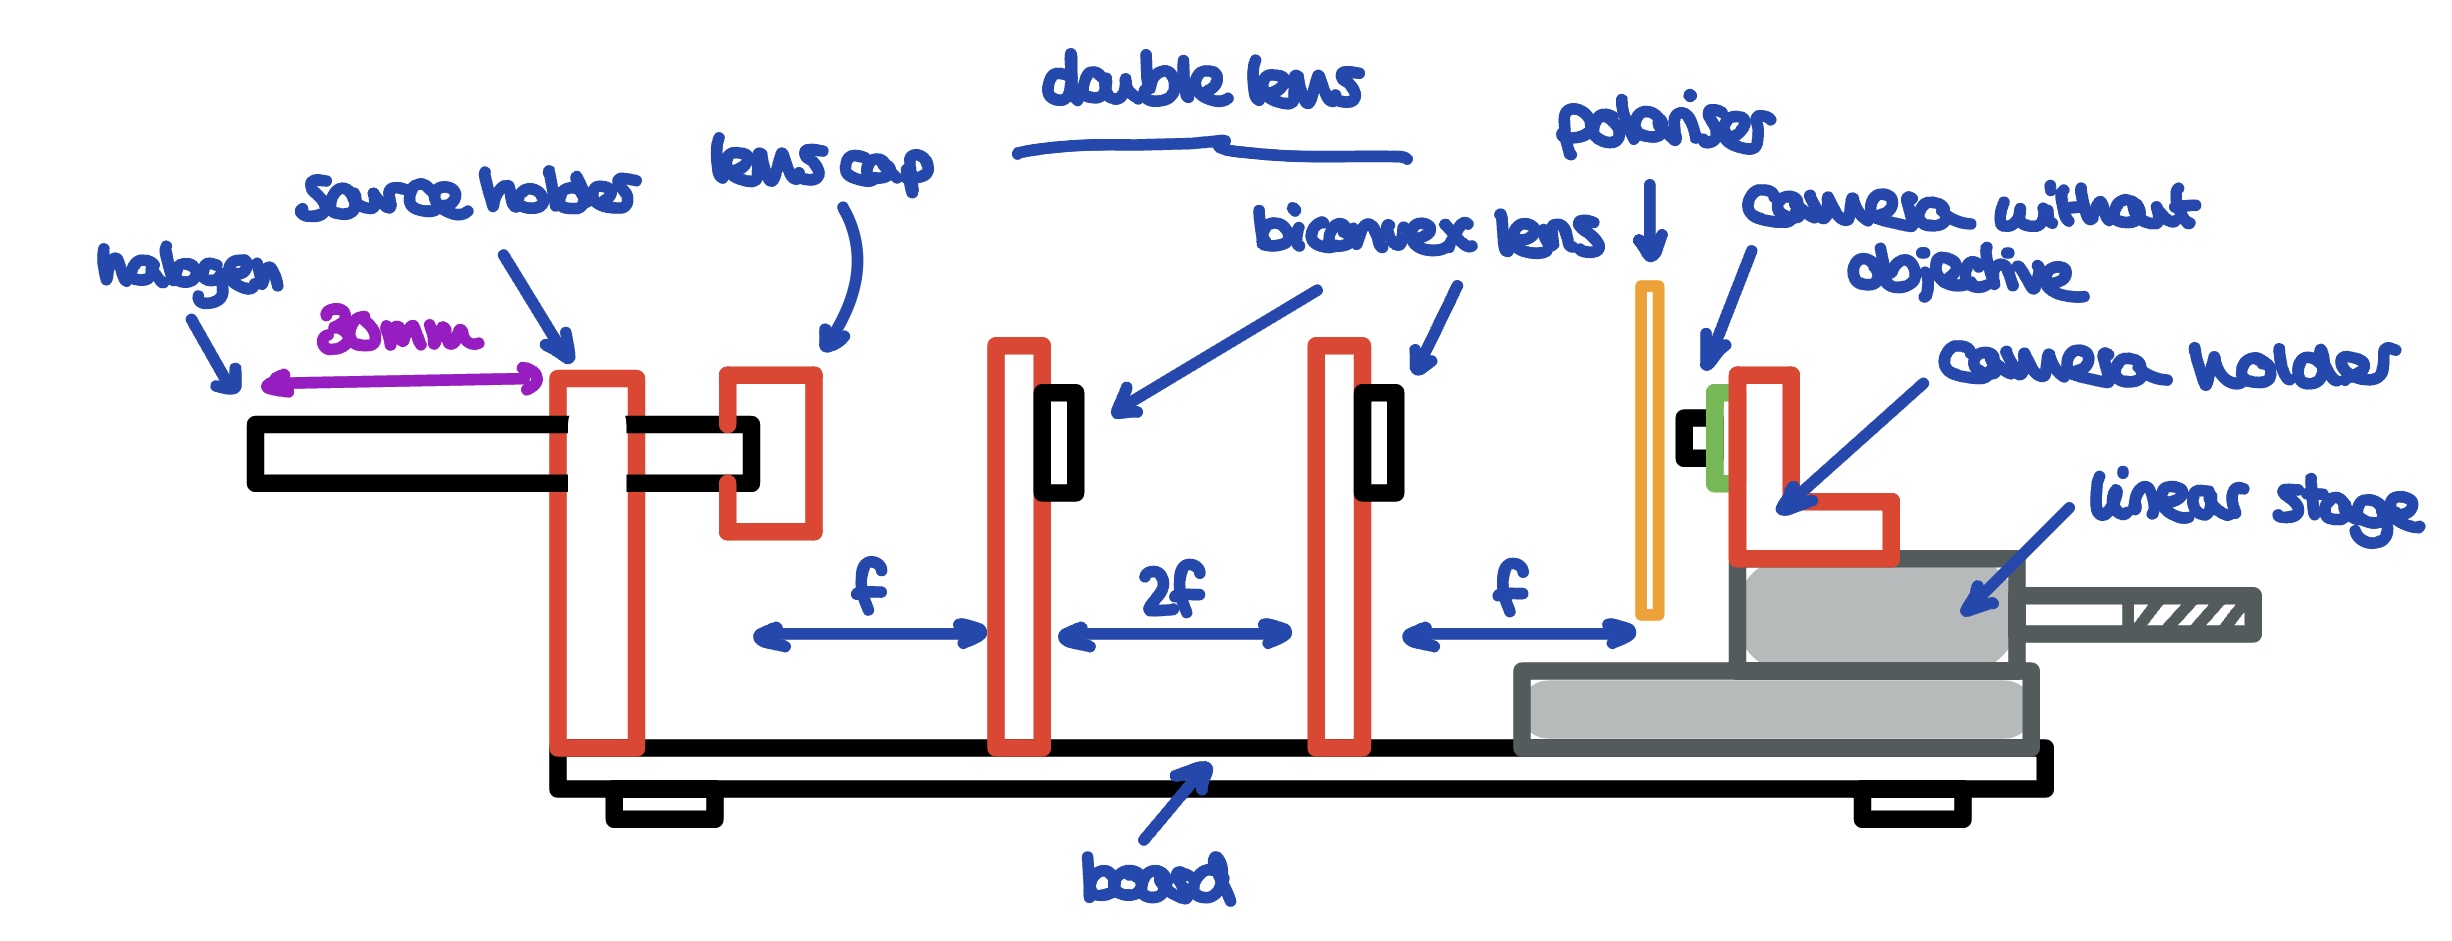 double lens
polariser
lens cap
source holder
camera without
objective
biconvex lens
halogen
30mm
camera holder
linear stage
f
2f
f
board